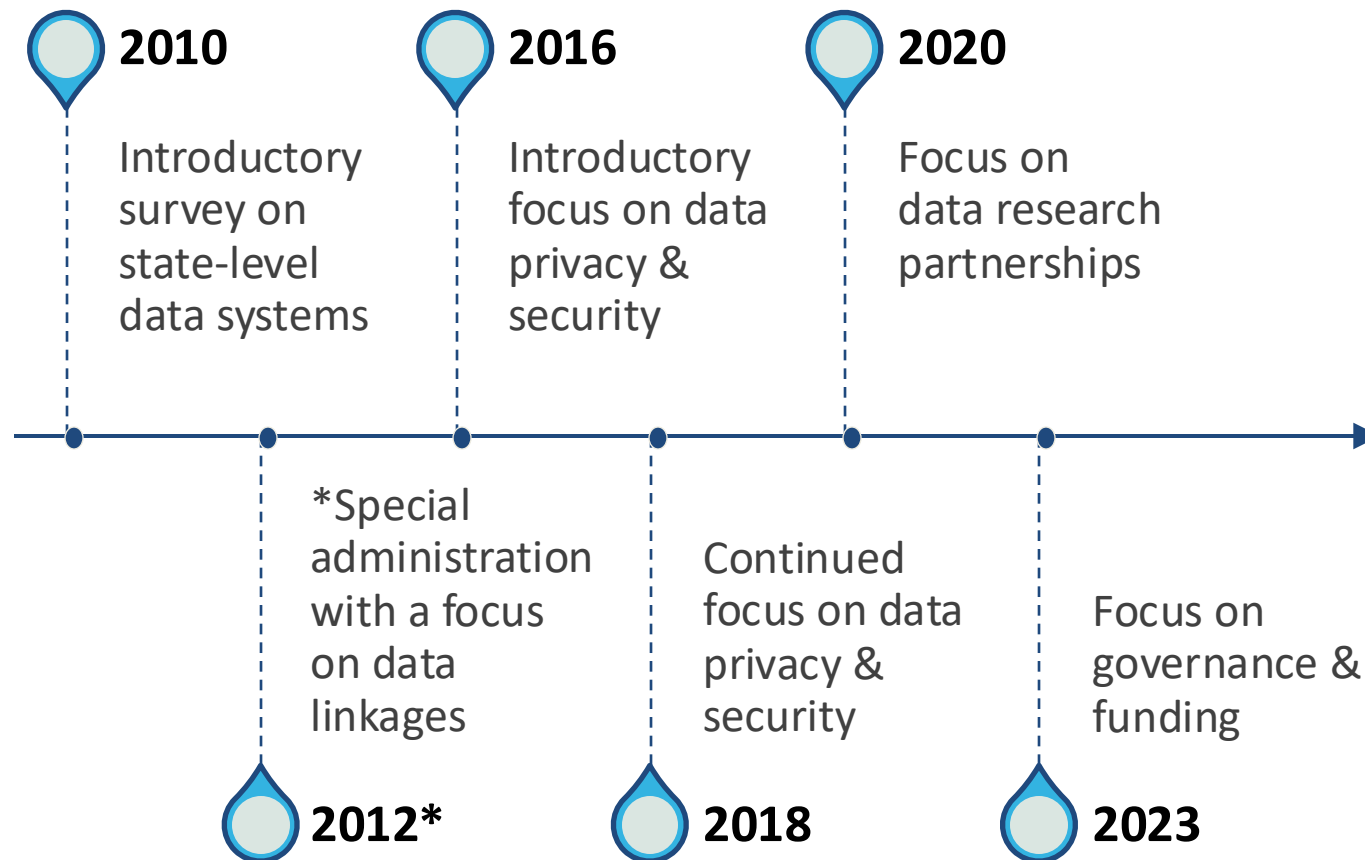 2010
Introductory
survey on
state-level
data systems
2016
Introductory
focus on data
privacy &
security
2020
Focus on
data research
partnerships
*Special
administration
with a focus
on data
linkages
2012*
Continued
focus on data
privacy &
security
2018
Focus on
governance &
funding
2023